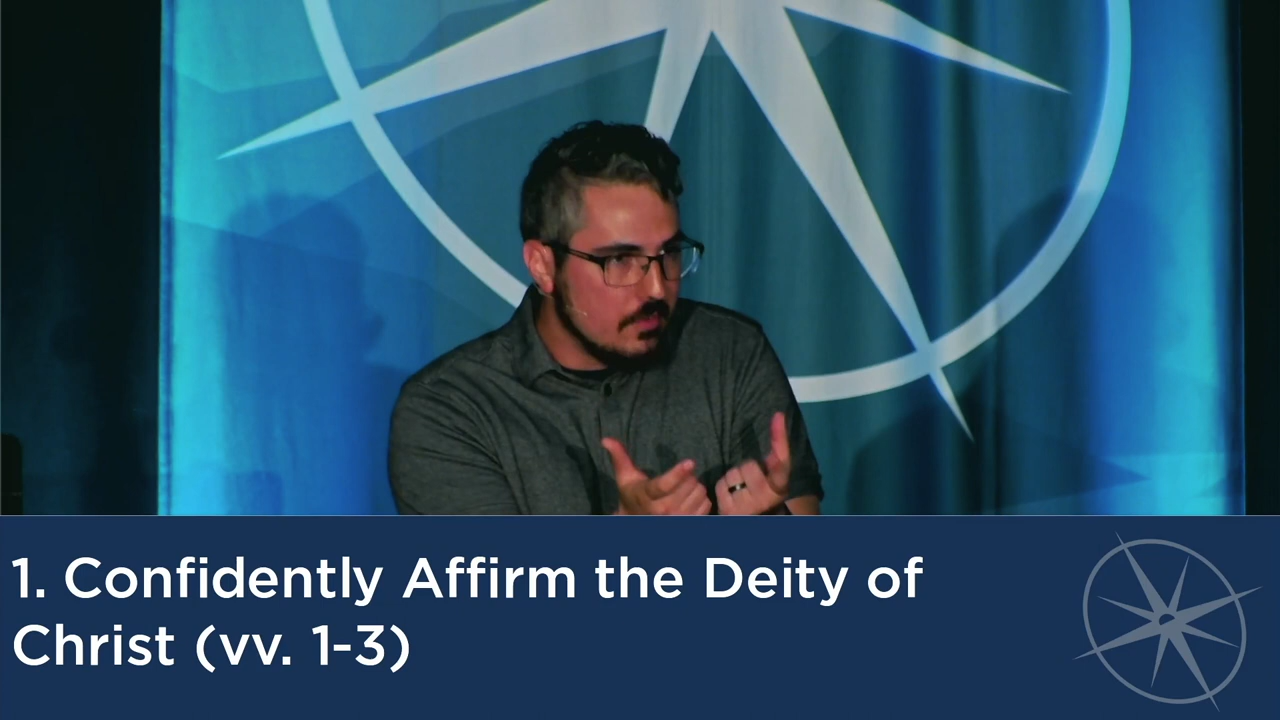 1. Confidently Affirm the Deity of
Christ (vv. 1-3)